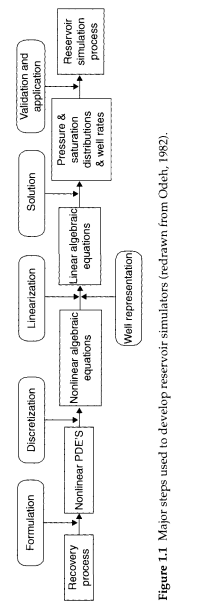 Formulation
Discretization
Linearization
Solution
Validation and
application
Recovery
process
Nonlinear PDE'S
Nonlinear algebraic
equations
Linear algebraic
equations
Pressure &
saturation
distributions
& well rates
Reservoir
simulation
process
Well representation
Figure 1.1 Major steps used to develop reservoir simulators (redrawn from Odeh, 1982).